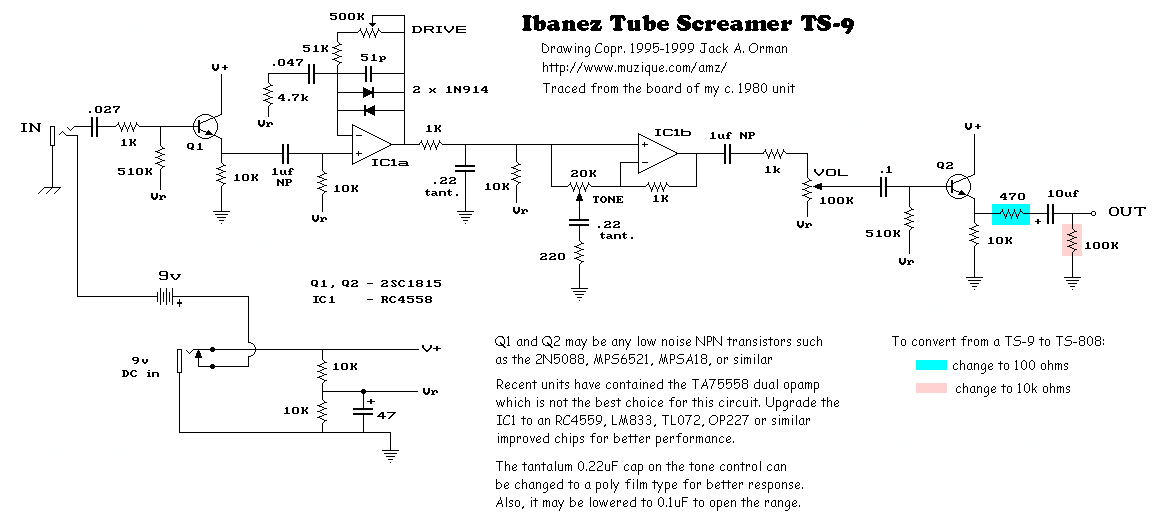 Ibanez Tube Screamer TS-9
Drawing Copr. 1995-1999 Jack A. Orman
http://www.muzique.com/amz/
Traced from the board of my c. 1980 unit
500K
DRIVE
51K
.047
51p
4.7k
Vr
2 x 1N914
V+
.027
IN
1K
Q1
510K
Vr
10K
1uf
NP
10K
Vr
IC1a
1K
.22
tant.
10K
Vr
20K
TONE
.22
tant.
220
IC1b
1K
1uf NP
1k
VOL
100K
Vr
.1
510K
Vr
V+
Q2
10K
470
10uf
+
OUT
100K
9v
+
Q1, Q2 - 2SC1815
IC1 - RC4558
9v
DC in
V+
10K
Vr
10K
+
47
Q1 and Q2 may be any low noise NPN transistors such
as the 2N5088, MPS6521, MPSA18, or similar
Recent units have contained the TA75558 dual opamp
which is not the best choice for this circuit. Upgrade the
IC1 to an RC4559, LM833, TL072, OP227 or similar
improved chips for better performance.
The tantalum 0.22uF cap on the tone control can
be changed to a poly film type for better response.
Also, it may be lowered to 0.1uF to open the range.
To convert from a TS-9 to TS-808:
change to 100 ohms
change to 10k ohms